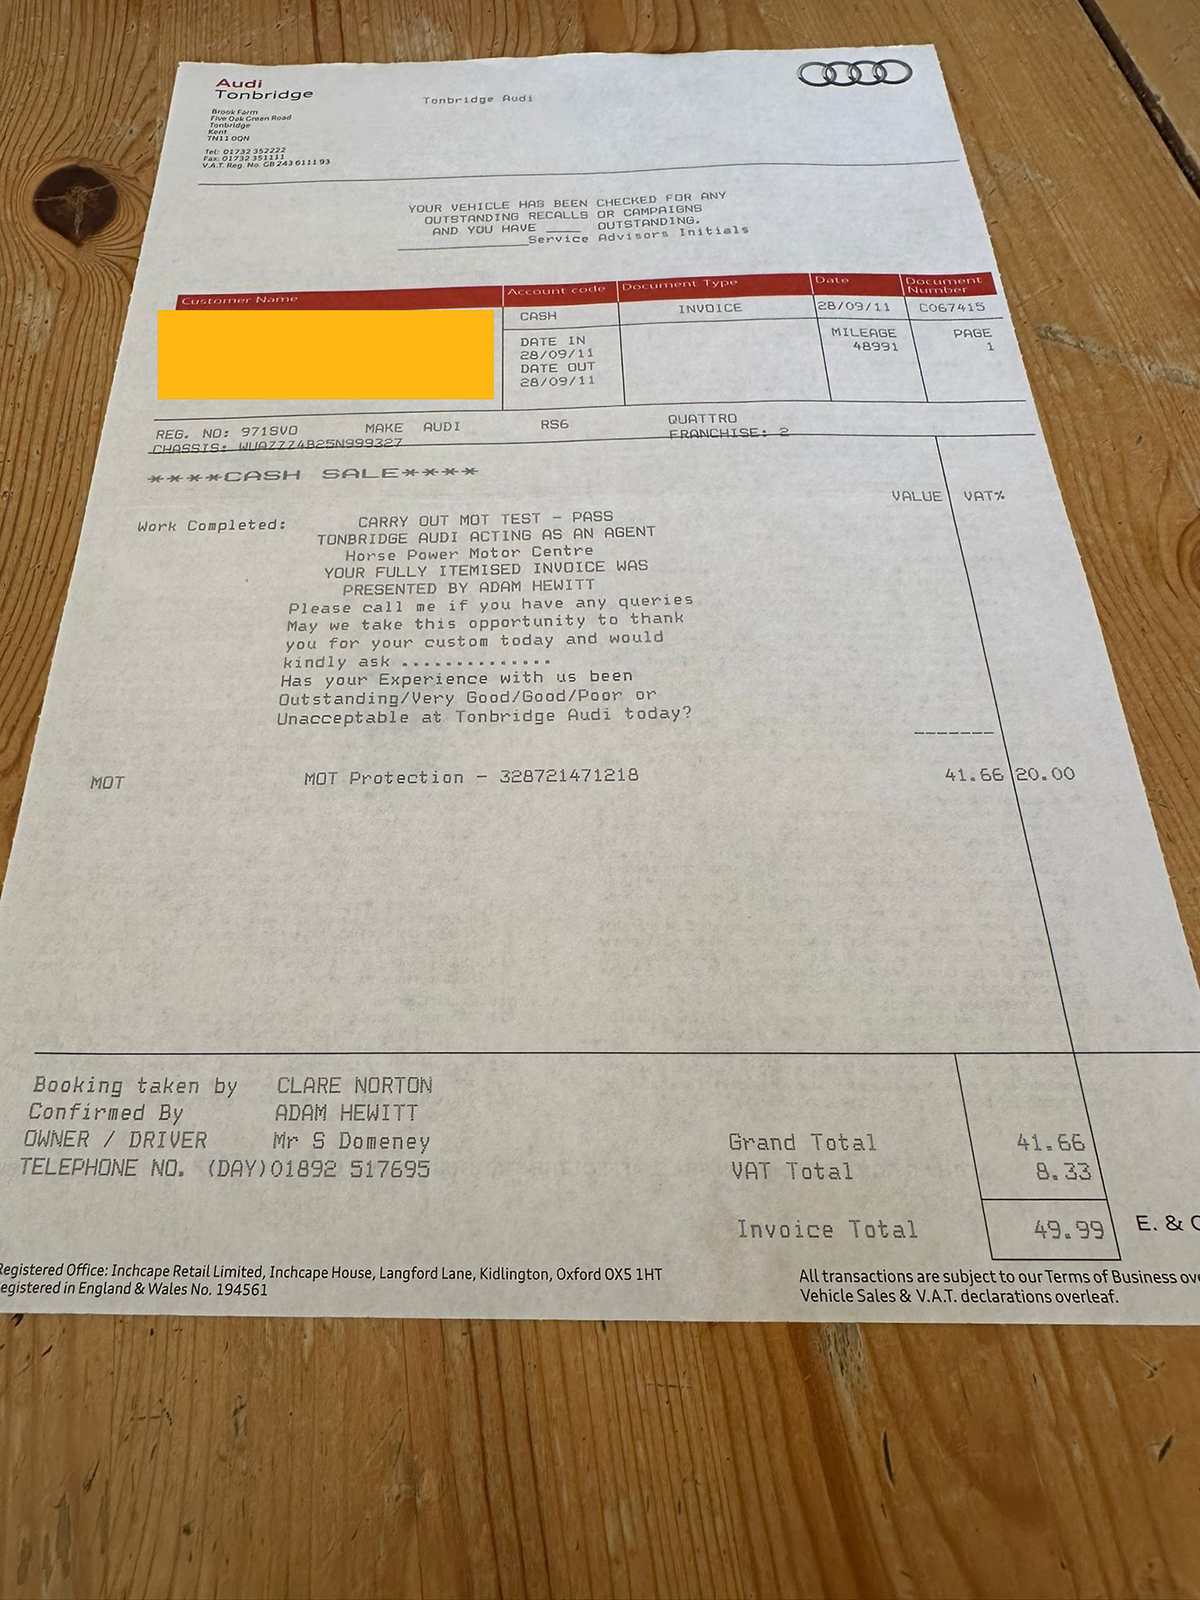 Audi
Tonbridge
Tonbridge Audi
Brook Farm
Five Oak Green Road
Tonbridge
Kent
TN11 0QN
Tel: 01732 352222
Fax: 01732 351111
V.A.T. Reg. No. GB 243 6111 93
YOUR VEHICLE HAS BEEN CHECKED FOR ANY
OUTSTANDING RECALLS OR CAMPAIGNS
AND YOU HAVE ____ OUTSTANDING.
______________Service Advisors Initials
Customer Name Account code Document Type Date Document Number
CASH INVOICE 28/09/11 C067415
DATE IN MILEAGE PAGE
28/09/11 48991 1
DATE OUT
28/09/11
REG. NO: 971SVO MAKE AUDI RS6 QUATTRO
CHASSIS: WUAZZZ4B25N999327 FRANCHISE: 2
****CASH SALE****
VALUE VAT%
Work Completed: CARRY OUT MOT TEST - PASS
TONBRIDGE AUDI ACTING AS AN AGENT
Horse Power Motor Centre
YOUR FULLY ITEMISED INVOICE WAS
PRESENTED BY ADAM HEWITT
Please call me if you have any queries
May we take this opportunity to thank
you for your custom today and would
kindly ask ..............
Has your Experience with us been
Outstanding/Very Good/Good/Poor or
Unacceptable at Tonbridge Audi today?
-------
MOT MOT Protection - 328721471218 41.66 20.00
Booking taken by CLARE NORTON
Confirmed By ADAM HEWITT
OWNER / DRIVER Mr S Domeney
TELEPHONE NO. (DAY)01892 517695
Grand Total 41.66
VAT Total 8.33
Invoice Total 49.99
E. & O
Registered Office: Inchcape Retail Limited, Inchcape House, Langford Lane, Kidlington, Oxford OX5 1HT
egistered in England & Wales No. 194561
All transactions are subject to our Terms of Business ov
Vehicle Sales & V.A.T. declarations overleaf.